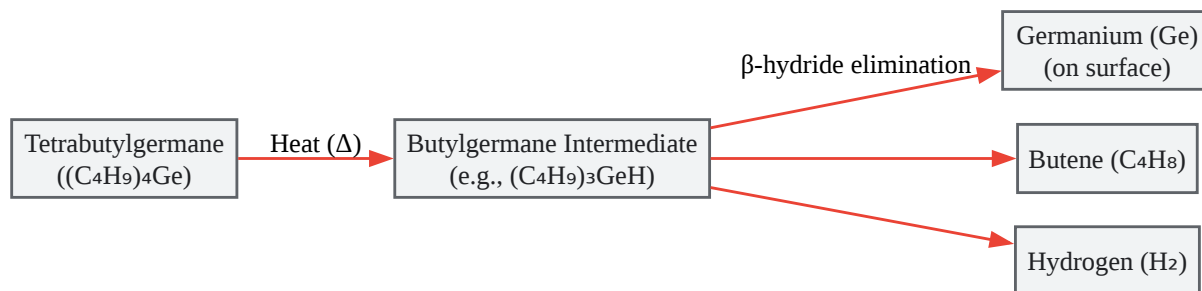 Tetrabutylgermane
((C₄H₉)₄Ge)
Heat (Δ)
Butylgermane Intermediate
(e.g., (C₄H₉)₃GeH)
β-hydride elimination
Germanium (Ge)
(on surface)
Butene (C₄H₈)
Hydrogen (H₂)